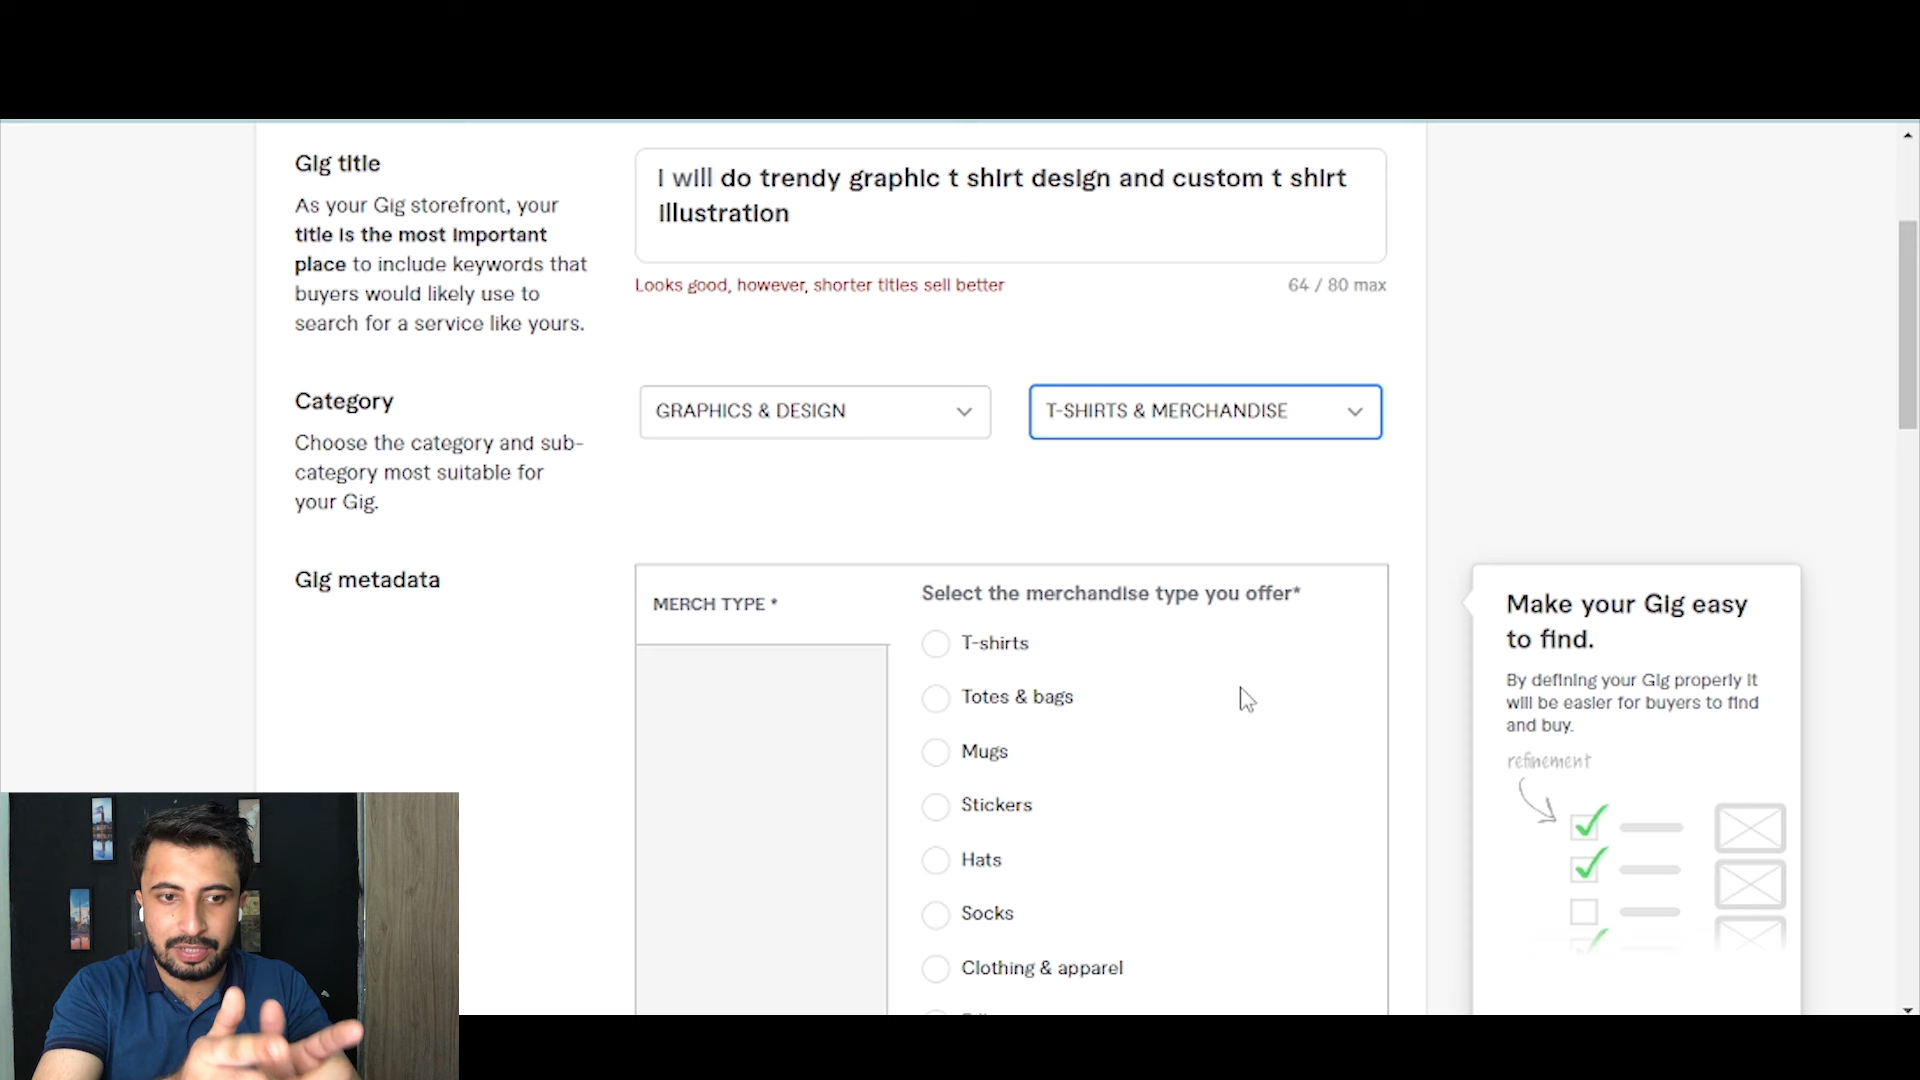 Gig title
As your Gig storefront, your
title is the most important
place to include keywords that
buyers would likely use to
search for a service like yours.
I will do trendy graphic t shirt design and custom t shirt
illustration
Looks good, however, shorter titles sell better
64 / 80 max
Category
Choose the category and sub-
category most suitable for
your Gig.
GRAPHICS & DESIGN
T-SHIRTS & MERCHANDISE
Gig metadata
MERCH TYPE *
Select the merchandise type you offer*
T-shirts
Totes & bags
Mugs
Stickers
Hats
Socks
Clothing & apparel
Make your Gig easy
to find.
By defining your Gig properly it
will be easier for buyers to find
and buy.
refinement